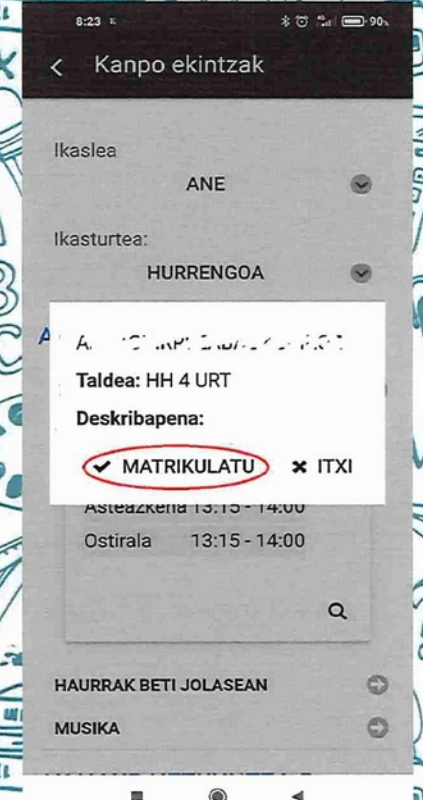 8:23
90%
Kanpo ekintzak
Ikaslea
ANE
Ikasturtea:
HURRENGOA
A
Taldea: HH 4 URT
Deskribapena:
MATRIKULATU ITXI
Asteazkena 13:15 - 14:00
Ostirala 13:15 - 14:00
HAURRAK BETI JOLASEAN
MUSIKA